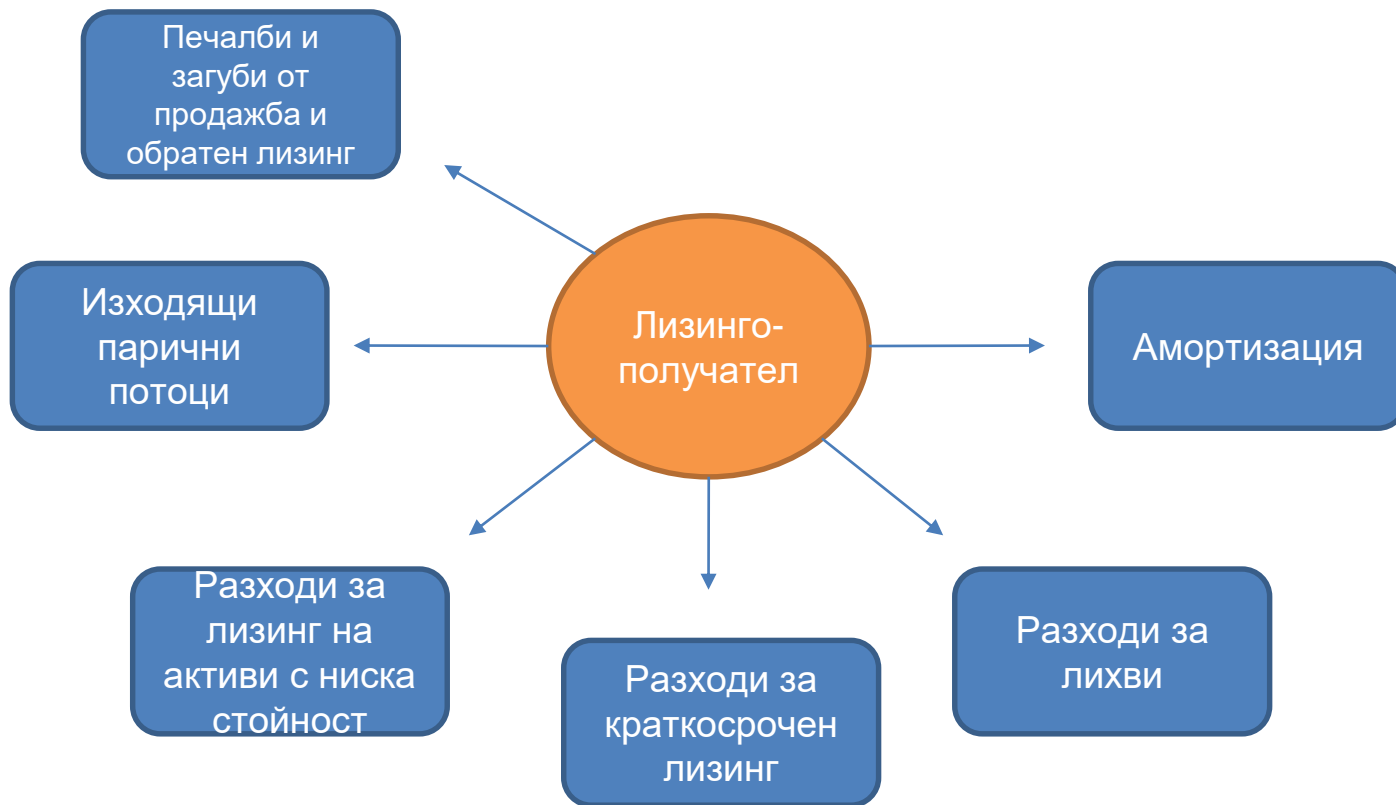 Печалби и
загуби от
продажба и
обратен лизинг
Изходящи
парични
потоци
Лизинго-
получател
Амортизация
Разходи за
лизинг на
активи с ниска
стойност
Разходи за
краткосрочен
лизинг
Разходи за
лихви